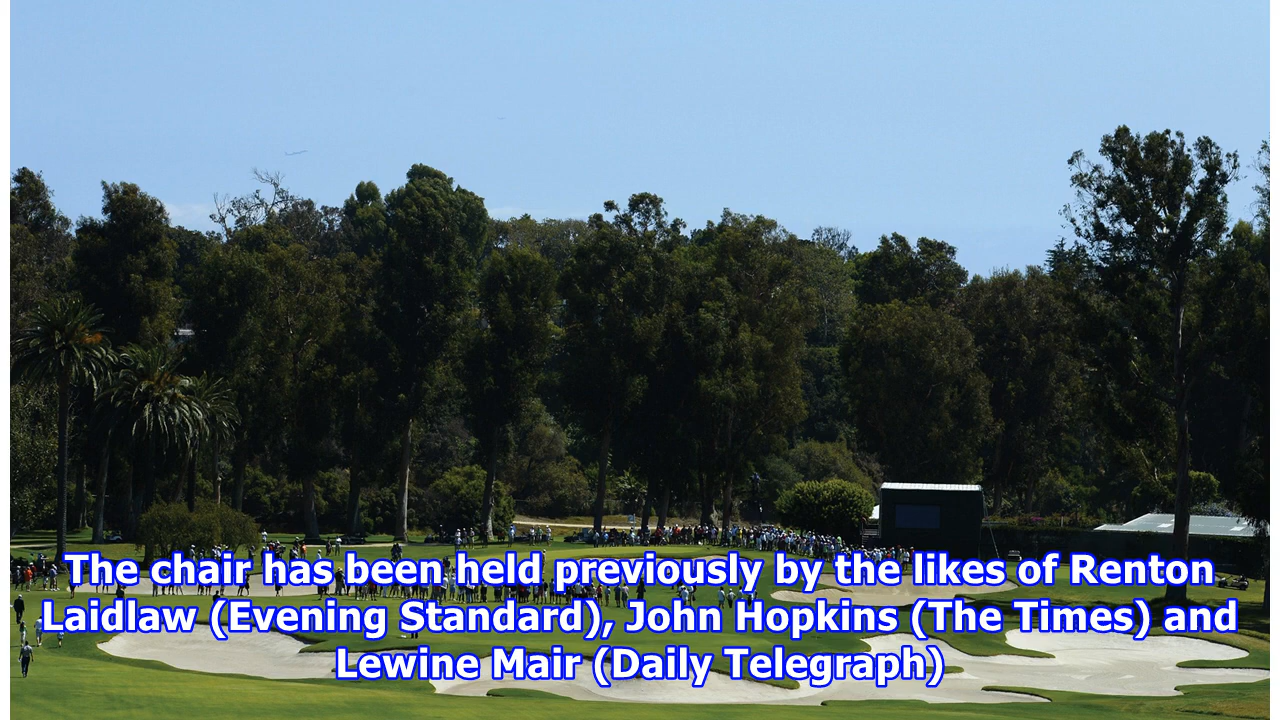 The chair has been held previously by the likes of Renton
Laidlaw (Evening Standard), John Hopkins (The Times) and
Lewine Mair (Daily Telegraph)